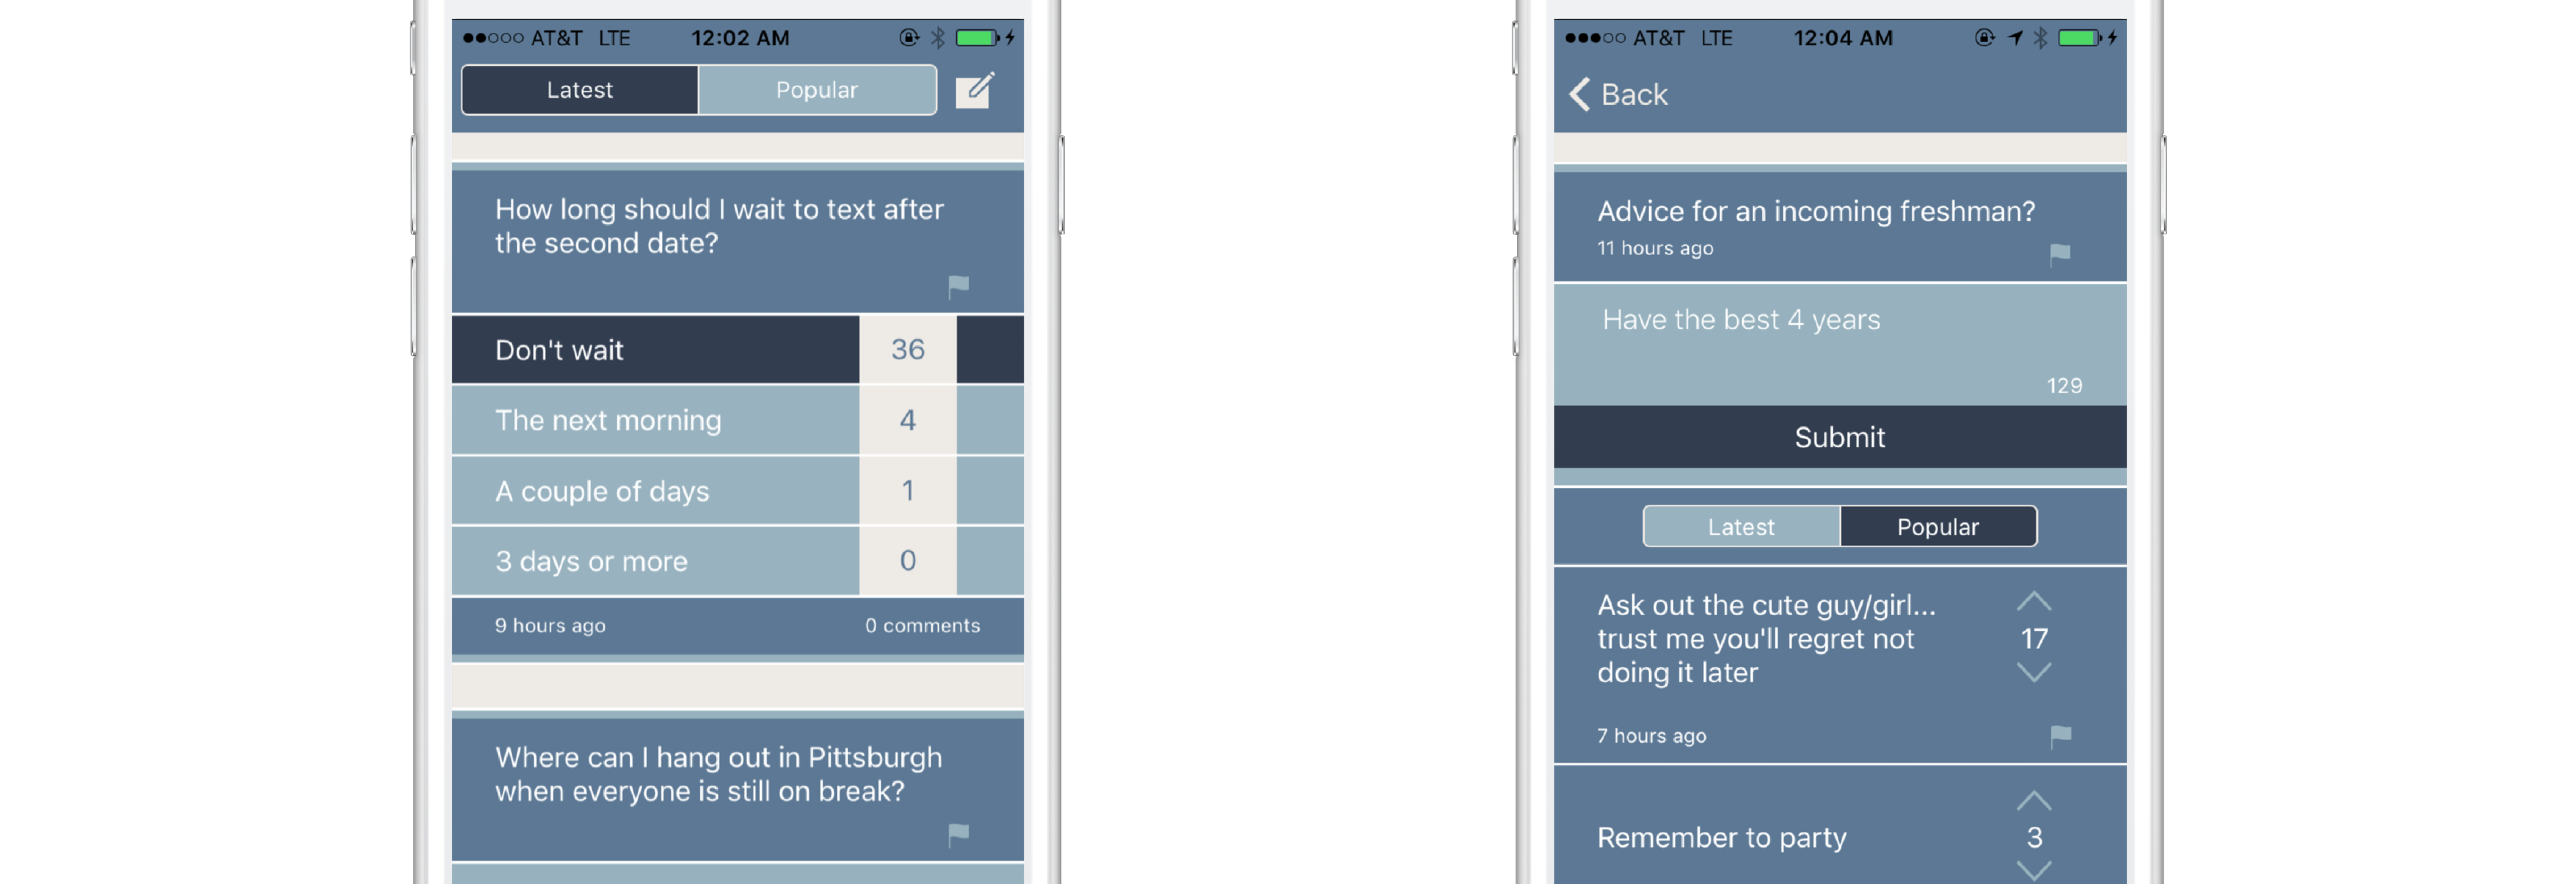 AT&T LTE 12:02 AM
Latest Popular
How long should I wait to text after
the second date?
Don't wait 36
The next morning 4
A couple of days 1
3 days or more 0
9 hours ago 0 comments
Where can I hang out in Pittsburgh
when everyone is still on break?
AT&T LTE 12:04 AM
Back
Advice for an incoming freshman?
11 hours ago
Have the best 4 years
129
Submit
Latest Popular
Ask out the cute guy/girl...
trust me you'll regret not
doing it later
17
7 hours ago
Remember to party 3